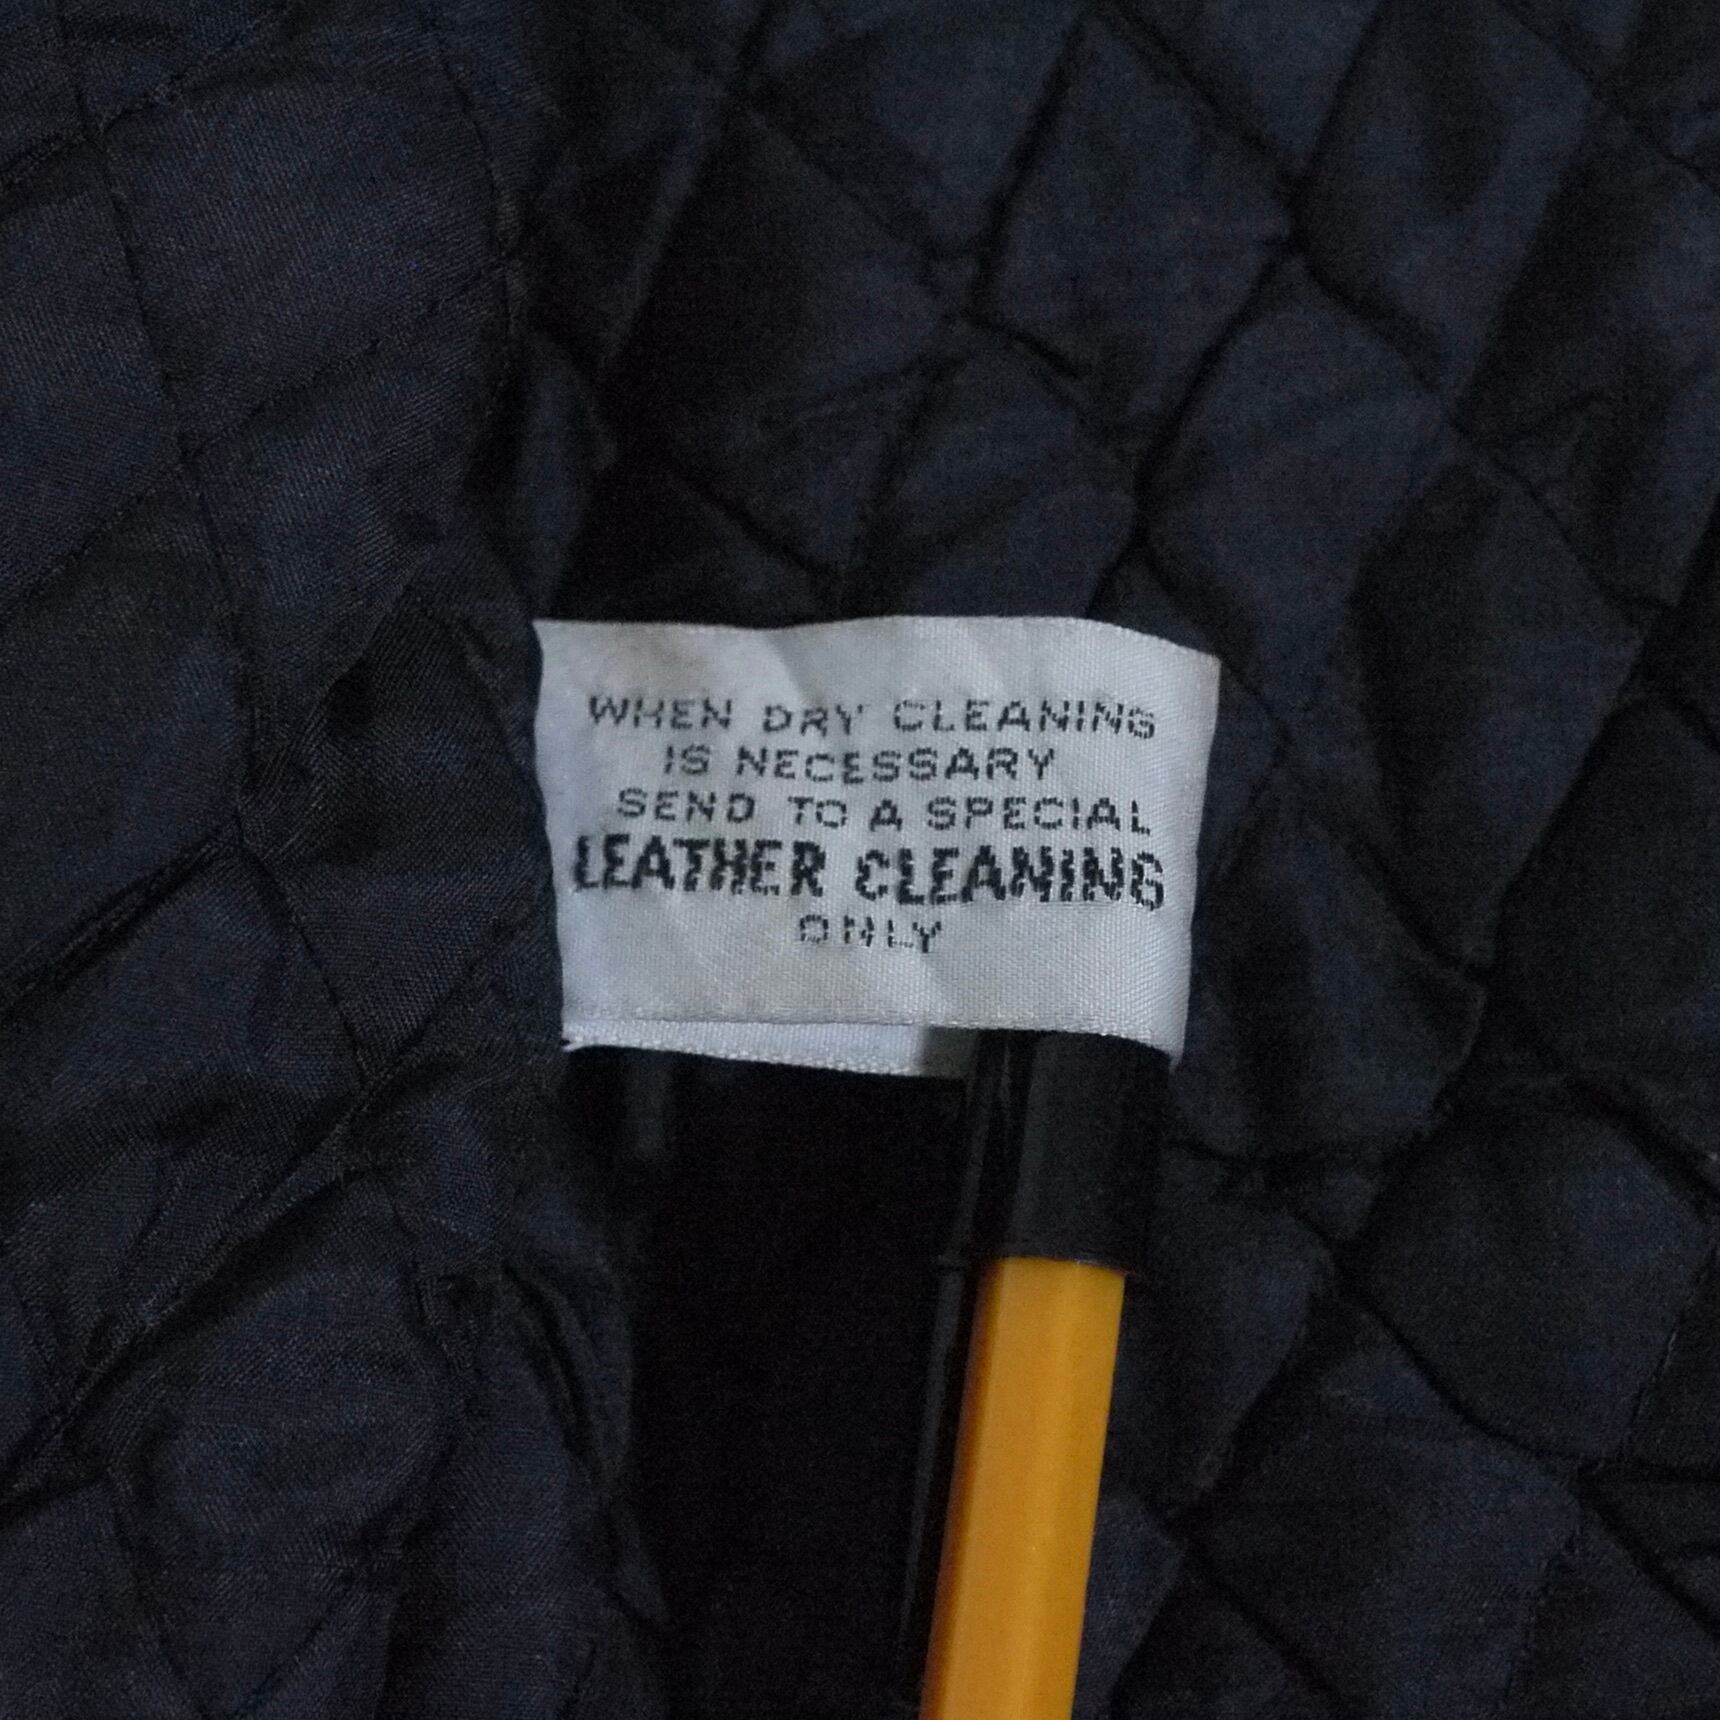 WHEN DRY CLEANING
IS NECESSARY
SEND TO A SPECIAL
LEATHER CLEANING
ONLY